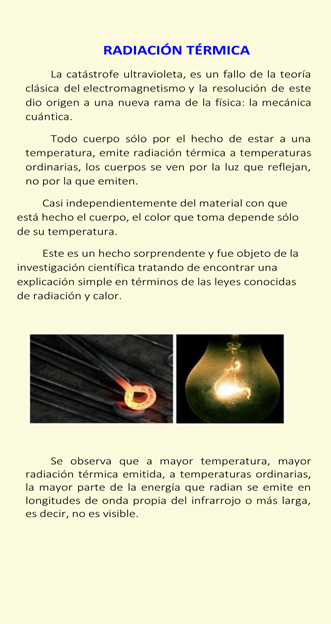 RADIACIÓN TÉRMICA
La catástrofe ultravioleta, es un fallo de la teoría
clásica del electromagnetismo y la resolución de este
dio origen a una nueva rama de la física: la mecánica
cuántica.
Todo cuerpo sólo por el hecho de estar a una
temperatura, emite radiación térmica a temperaturas
ordinarias, los cuerpos se ven por la luz que reflejan,
no por la que emiten.
Casi independientemente del material con que
está hecho el cuerpo, el color que toma depende sólo
de su temperatura.
Este es un hecho sorprendente y fue objeto de la
investigación científica tratando de encontrar una
explicación simple en términos de las leyes conocidas
de radiación y calor.
Se observa que a mayor temperatura, mayor
radiación térmica emitida, a temperaturas ordinarias,
la mayor parte de la energía que radian se emite en
longitudes de onda propia del infrarrojo o más larga,
es decir, no es visible.